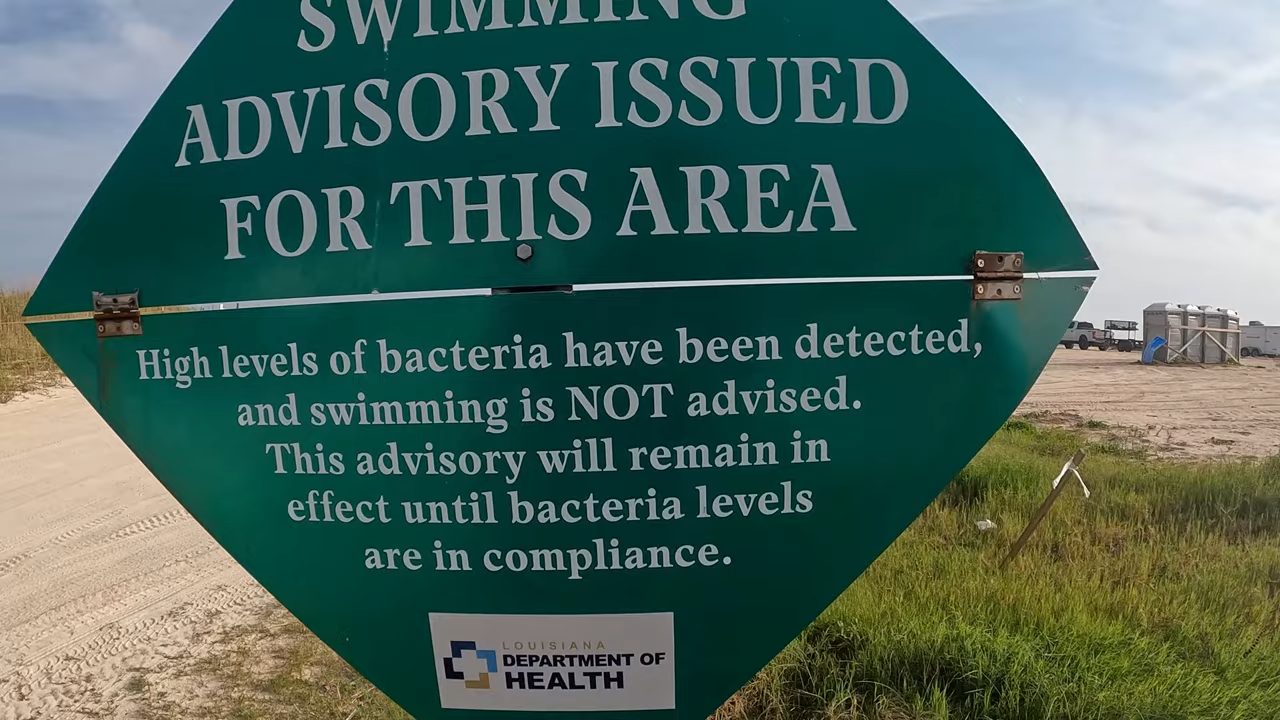 SWIMMING
ADVISORY ISSUED
FOR THIS AREA
High levels of bacteria have been detected,
and swimming is NOT advised.
This advisory will remain in
effect until bacteria levels
are in compliance.
LOUISIANA
DEPARTMENT OF
HEALTH